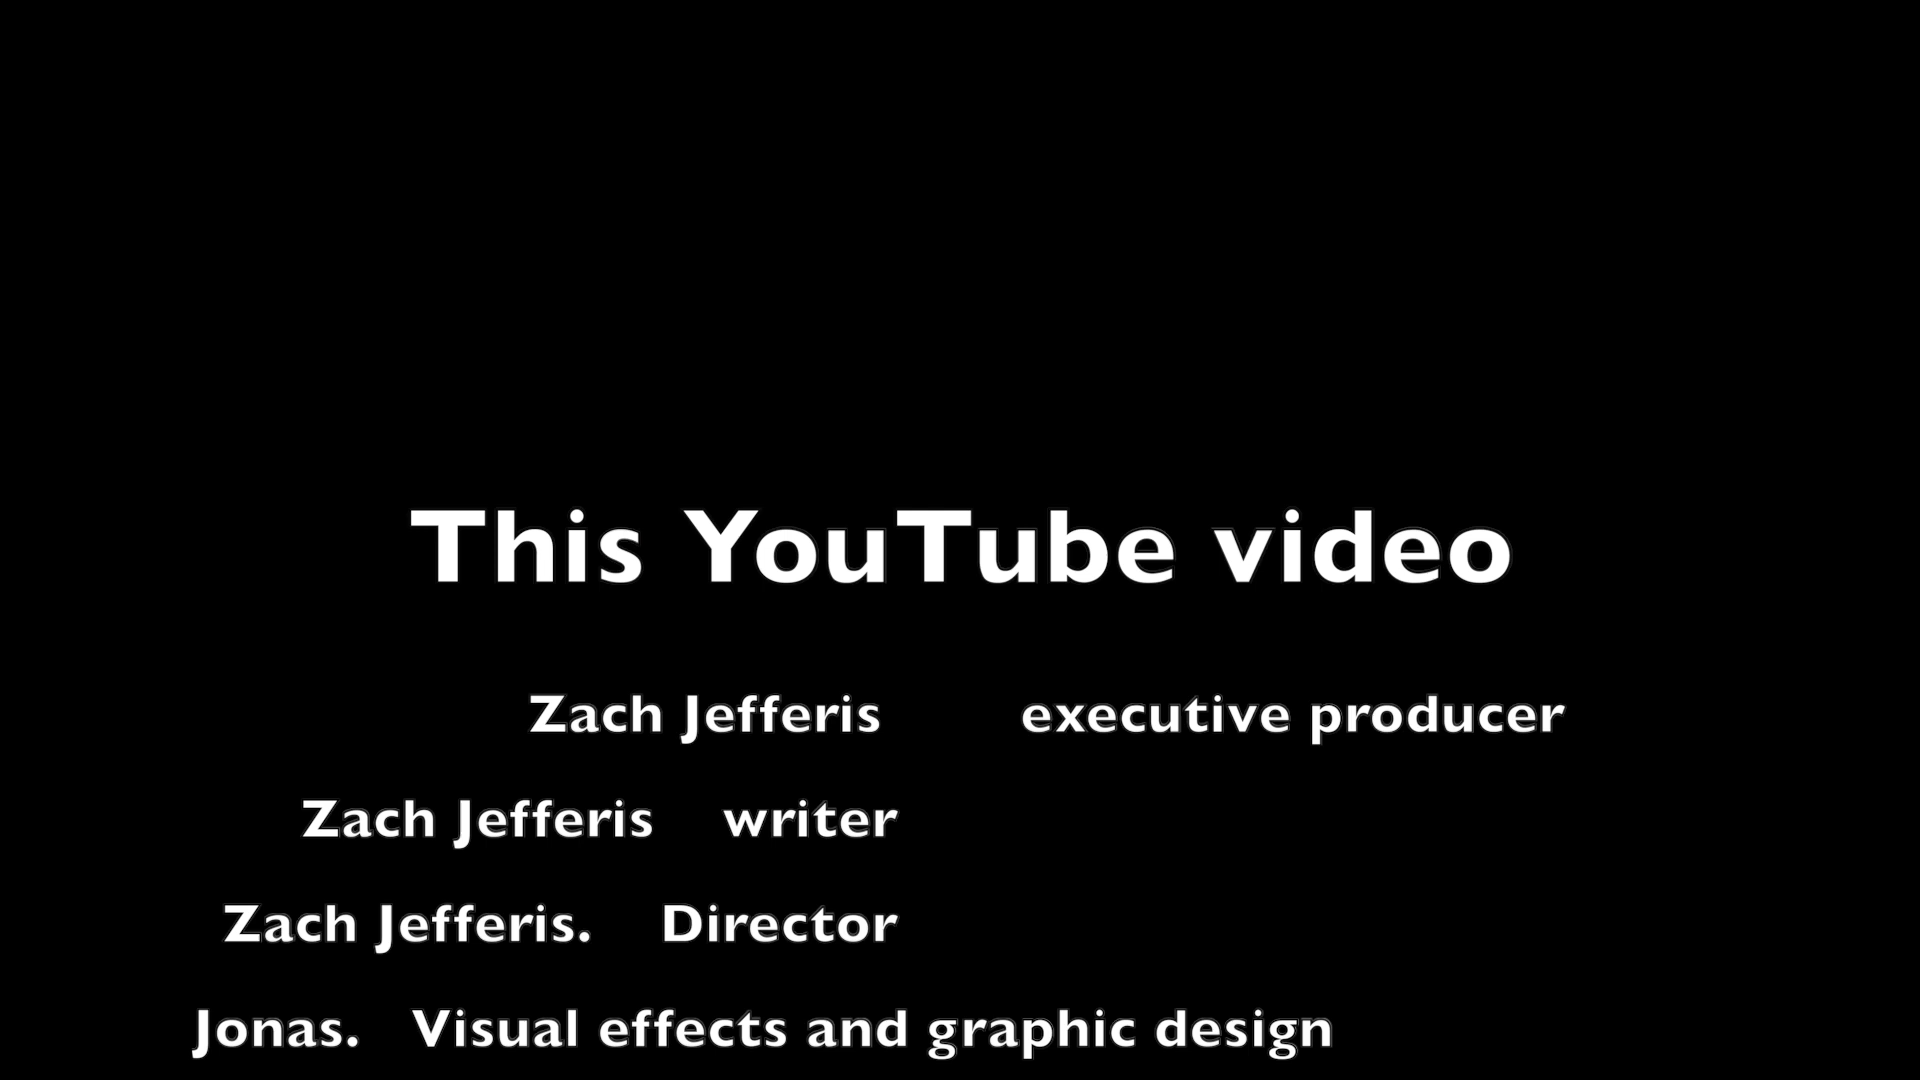 This YouTube video
Zach Jefferis executive producer
Zach Jefferis writer
Zach Jefferis. Director
Jonas. Visual effects and graphic design